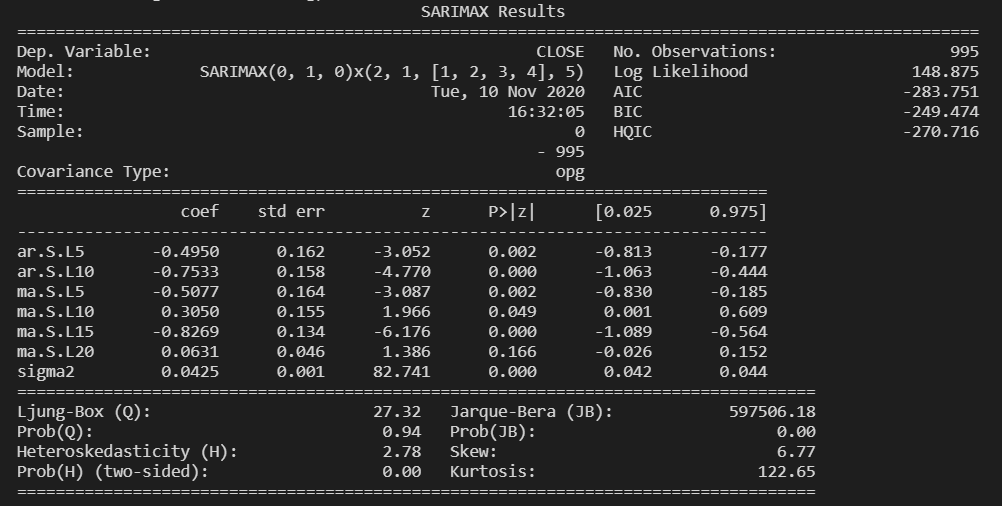 SARIMAX Results
==============================================================================================
Dep. Variable: CLOSE No. Observations: 995
Model: SARIMAX(0, 1, 0)x(2, 1, [1, 2, 3, 4], 5) Log Likelihood 148.875
Date: Tue, 10 Nov 2020 AIC -283.751
Time: 16:32:05 BIC -249.474
Sample: 0 HQIC -270.716
- 995
Covariance Type: opg
==============================================================================
coef std err z P>|z| [0.025 0.975]
------------------------------------------------------------------------------
ar.S.L5 -0.4950 0.162 -3.052 0.002 -0.813 -0.177
ar.S.L10 -0.7533 0.158 -4.770 0.000 -1.063 -0.444
ma.S.L5 -0.5077 0.164 -3.087 0.002 -0.830 -0.185
ma.S.L10 0.3050 0.155 1.966 0.049 0.001 0.609
ma.S.L15 -0.8269 0.134 -6.176 0.000 -1.089 -0.564
ma.S.L20 0.0631 0.046 1.386 0.166 -0.026 0.152
sigma2 0.0425 0.001 82.741 0.000 0.042 0.044
===================================================================================
Ljung-Box (Q): 27.32 Jarque-Bera (JB): 597506.18
Prob(Q): 0.94 Prob(JB): 0.00
Heteroskedasticity (H): 2.78 Skew: 6.77
Prob(H) (two-sided): 0.00 Kurtosis: 122.65
===================================================================================